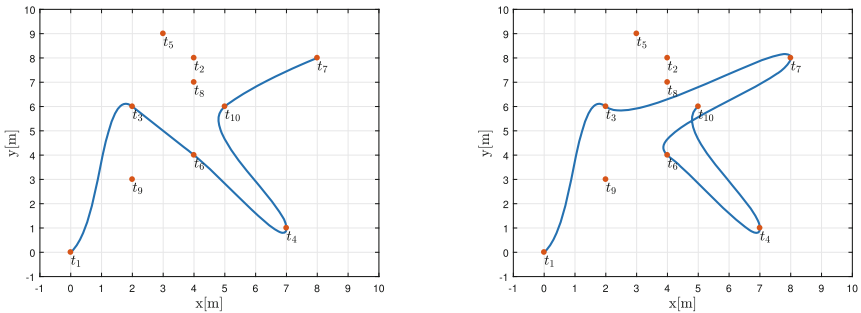 10 10
9 9
t5 t5
8 8
t2 t7 t2 t7
7 7
t8 t8
6 6
t3 t10 t3 t10
5 5
y[m] y[m]
4 4
t6 t6
3 3
t9 t9
2 2
1 1
t4 t4
0 0
t1 t1
-1 -1
-1 0 1 2 3 4 5 6 7 8 9 10 -1 0 1 2 3 4 5 6 7 8 9 10
x[m] x[m]